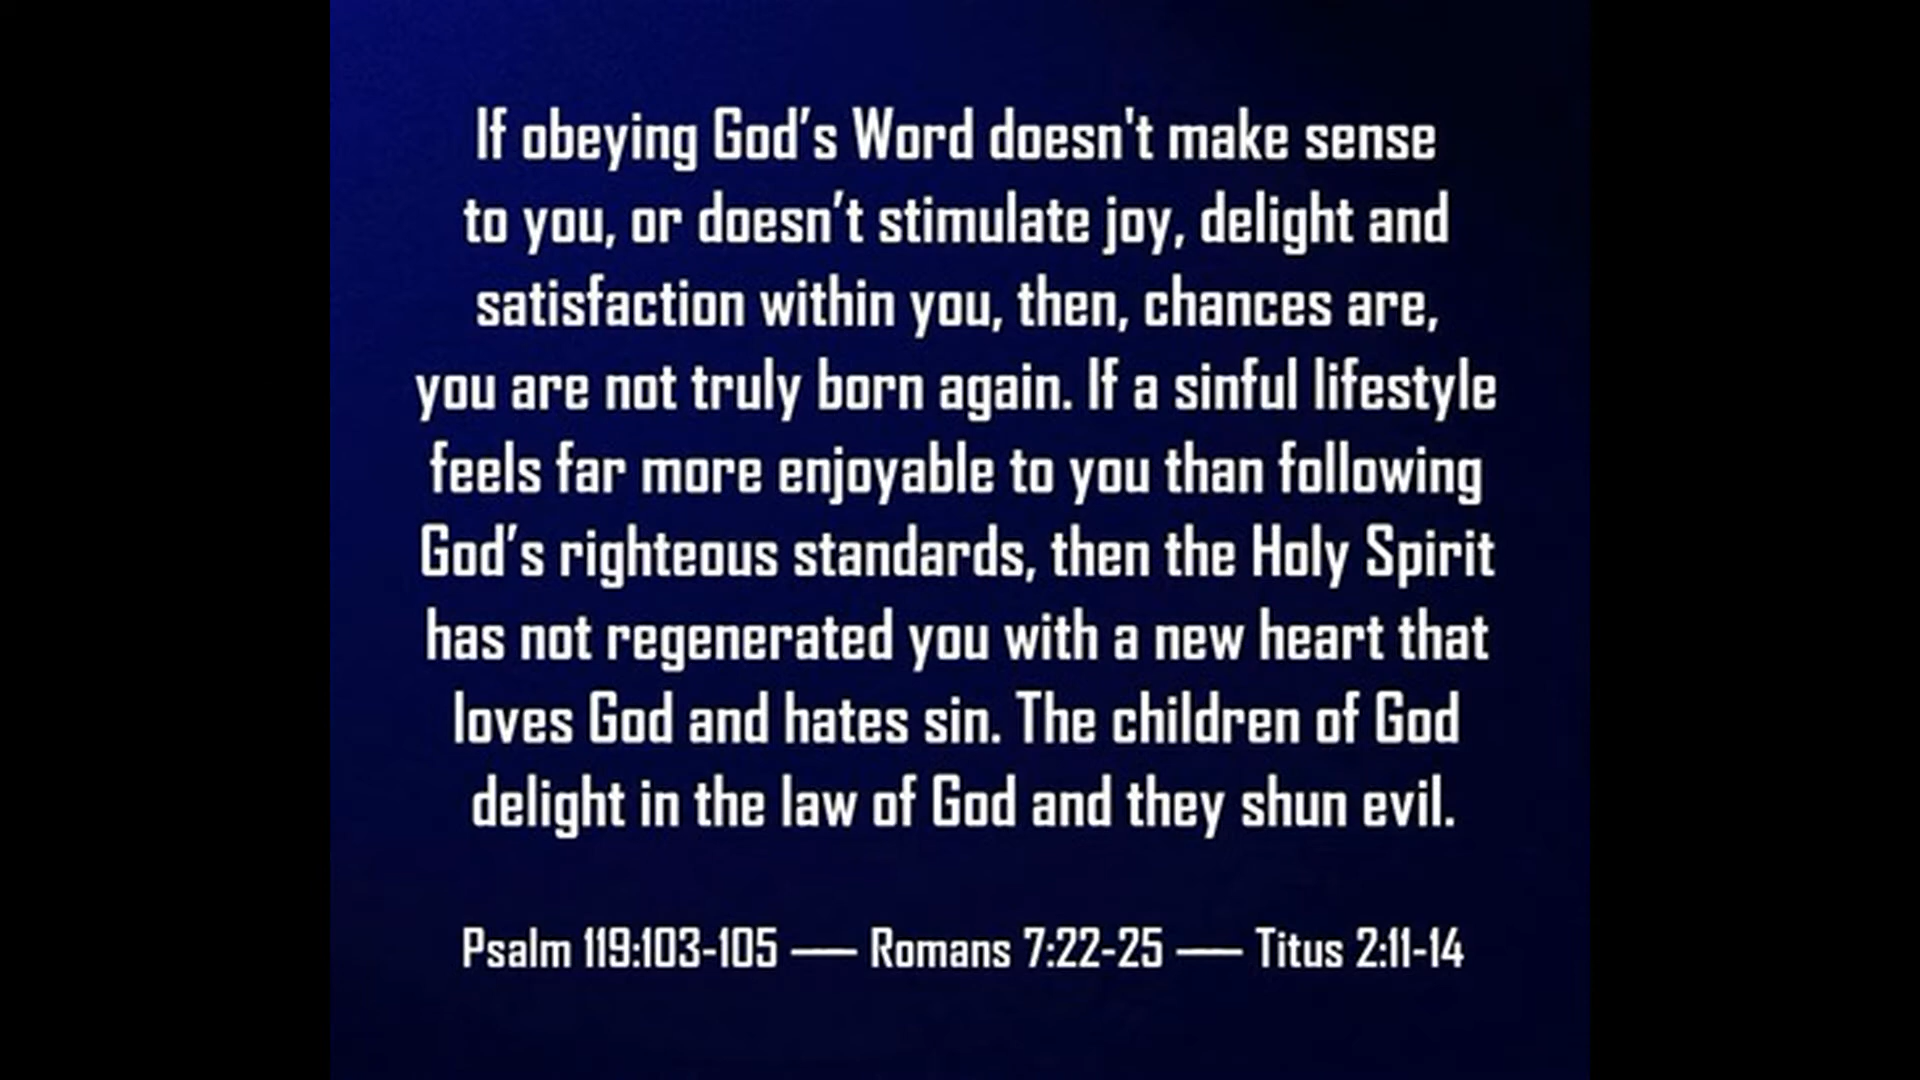 If obeying God’s Word doesn't make sense
to you, or doesn’t stimulate joy, delight and
satisfaction within you, then, chances are,
you are not truly born again. If a sinful lifestyle
feels far more enjoyable to you than following
God’s righteous standards, then the Holy Spirit
has not regenerated you with a new heart that
loves God and hates sin. The children of God
delight in the law of God and they shun evil.
Psalm 119:103-105 —– Romans 7:22-25 —– Titus 2:11-14